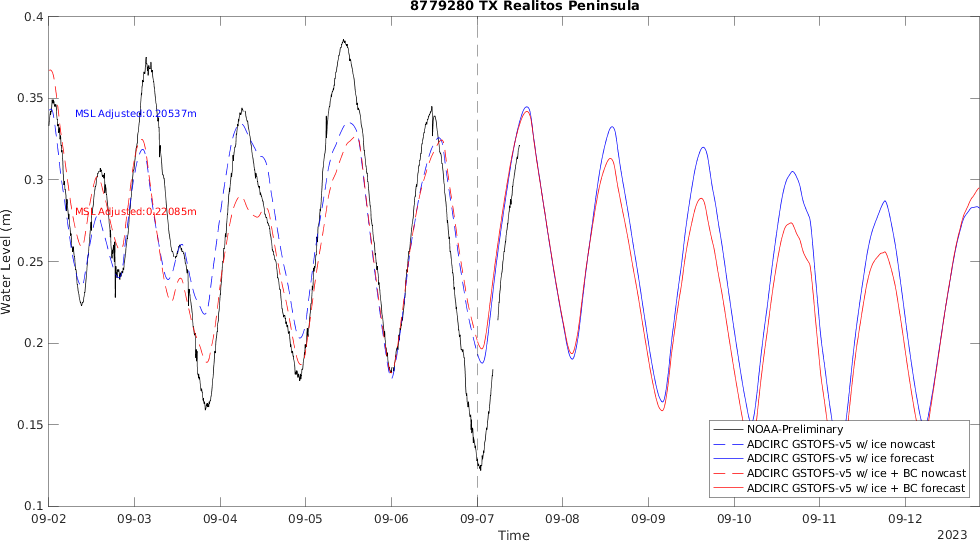 8779280 TX Realitos Peninsula
0.4
0.35
0.3
0.25
0.2
0.15
0.1
Water Level (m)
MSL Adjusted:0.20537m
MSL Adjusted:0.22085m
NOAA-Preliminary
ADCIRC GSTOFS-v5 w/ ice nowcast
ADCIRC GSTOFS-v5 w/ ice forecast
ADCIRC GSTOFS-v5 w/ ice + BC nowcast
ADCIRC GSTOFS-v5 w/ ice + BC forecast
09-02 09-03 09-04 09-05 09-06 09-07 09-08 09-09 09-10 09-11 09-12
Time
2023